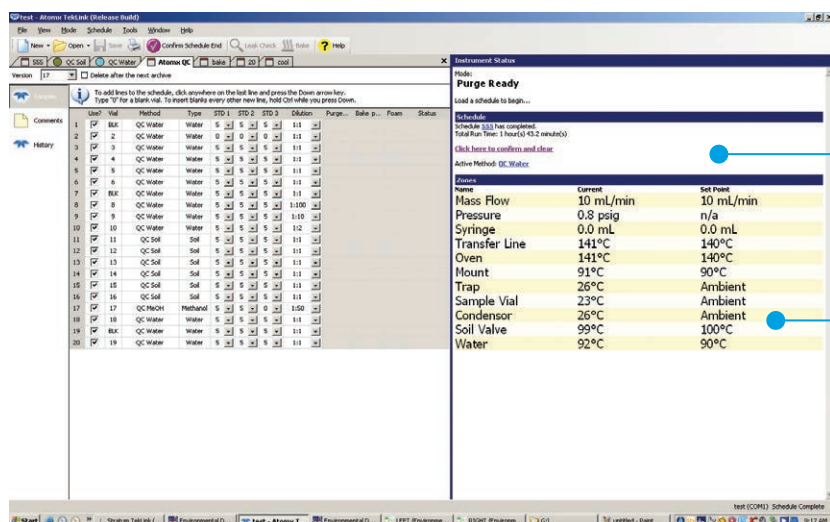 test - Atomx TekLink (Release Build)
File View Mode Schedule Tools Window Help
New Open Save Confirm Schedule End Leak Check Bake Help
SSS QC Soil QC Water Atomx QC bake 20 cool
Version 17 Delete after the next archive
Samples
Comments
History
To add lines to the schedule, click anywhere on the last line and press the Down arrow key.
Type "0" for a blank vial. To insert blanks every other new line, hold Ctrl while you press Down.
Use? Vial Method Type STD 1 STD 2 STD 3 Dilution Purge... Bake p... Foam Status
1 BLK QC Water Water 5 5 5 1:1
2 2 QC Water Water 0 0 0 1:1
3 3 QC Water Water 5 5 5 1:1
4 4 QC Water Water 5 5 5 1:1
5 5 QC Water Water 5 5 5 1:1
6 6 QC Water Water 5 5 5 1:1
7 BLK QC Water Water 5 5 5 1:1
8 8 QC Water Water 5 5 5 1:100
9 9 QC Water Water 5 5 5 1:10
10 10 QC Water Water 5 5 5 1:2
11 11 QC Soil Soil 5 5 5 1:1
12 12 QC Soil Soil 5 5 5 1:1
13 13 QC Soil Soil 5 5 5 1:1
14 14 QC Soil Soil 5 5 5 1:1
15 15 QC Soil Soil 5 5 5 1:1
16 16 QC Soil Soil 5 5 5 1:1
17 17 QC MeOH Methanol 5 5 0 1:50
18 18 QC Water Water 5 5 5 1:1
19 BLK QC Water Water 5 5 5 1:1
20 19 QC Water Water 5 5 5 1:1
Instrument Status
Mode:
Purge Ready
Load a schedule to begin...
Schedule
Schedule SSS has completed.
Total Run Time: 1 hour(s) 43.2 minute(s)
Click here to confirm and clear
Active Method: QC Water
Zones
Name Current Set Point
Mass Flow 10 mL/min 10 mL/min
Pressure 0.8 psig n/a
Syringe 0.0 mL 0.0 mL
Transfer Line 141°C 140°C
Oven 141°C 140°C
Mount 91°C 90°C
Trap 26°C Ambient
Sample Vial 23°C Ambient
Condensor 26°C Ambient
Soil Valve 99°C 100°C
Water 92°C 90°C
test (COM1) Schedule Complete
Start Stratum TekLink ( Environmental D... test - Atomx T... Environmental D... LEFT (Environme... RIGHT (Environm... G:\ untitled - Paint 9:12 AM